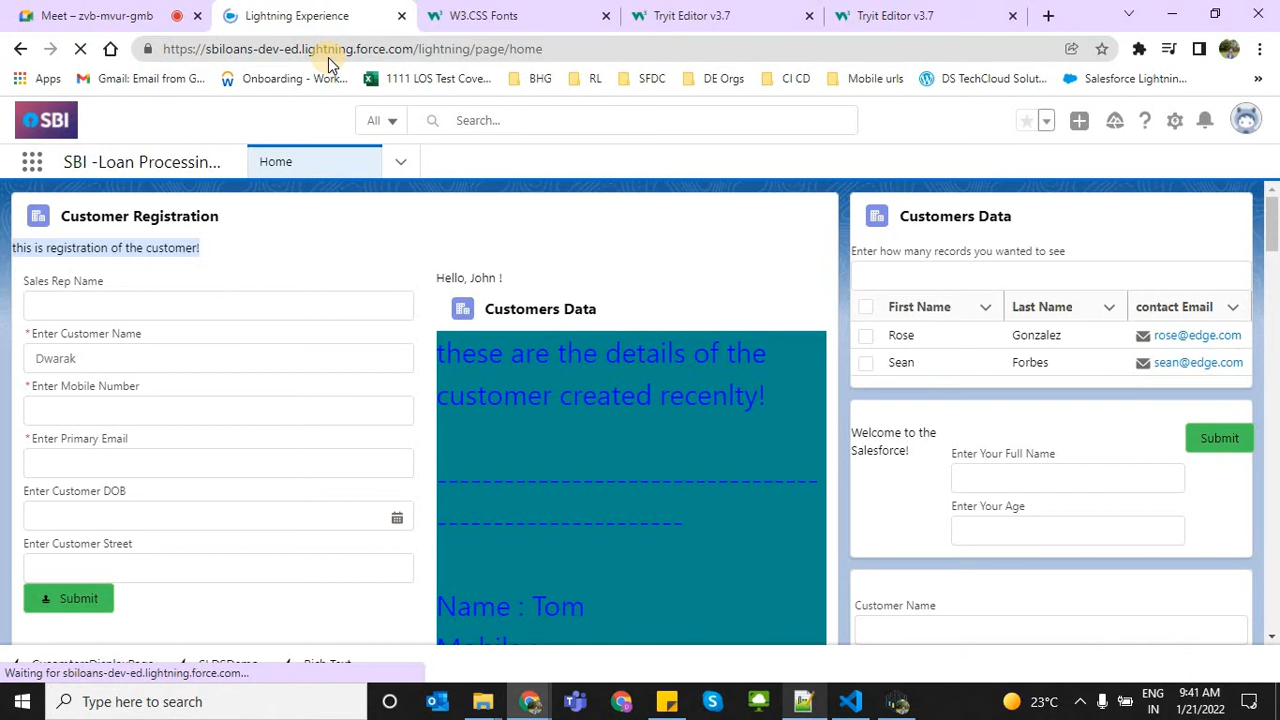 Meet – zvb-mvur-gmb
Lightning Experience
W3.CSS Fonts
Tryit Editor v3.7
Tryit Editor v3.7
https://sbiloans-dev-ed.lightning.force.com/lightning/page/home
Apps
Gmail: Email from G...
Onboarding - Work...
1111 LOS Test Cove...
BHG
RL
SFDC
DE Orgs
CI CD
Mobile urls
DS TechCloud Solut...
Salesforce Lightnin...
SBI
All
Search...
SBI -Loan Processin...
Home
Customer Registration
this is registration of the customer!
Sales Rep Name
*Enter Customer Name
Dwarak
*Enter Mobile Number
*Enter Primary Email
Enter Customer DOB
Enter Customer Street
Submit
Hello, John !
Customers Data
these are the details of the
customer created recenlty!
-------------------------------
--------------------
Name : Tom
Customers Data
Enter how many records you wanted to see
First Name
Last Name
contact Email
Rose
Gonzalez
rose@edge.com
Sean
Forbes
sean@edge.com
Welcome to the
Salesforce!
Submit
Enter Your Full Name
Enter Your Age
Customer Name
Waiting for sbiloans-dev-ed.lightning.force.com...
Type here to search
23°C
ENG
IN
9:41 AM
1/21/2022